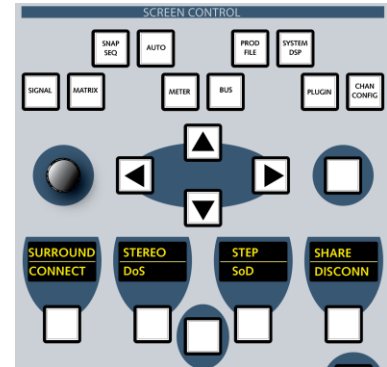 SCREEN CONTROL
SNAP
SEQ
AUTO
PROD
FILE
SYSTEM
DSP
SIGNAL
MATRIX
METER
BUS
PLUGIN
CHAN
CONFIG
SURROUND
CONNECT
STEREO
DoS
STEP
SoD
SHARE
DISCONN